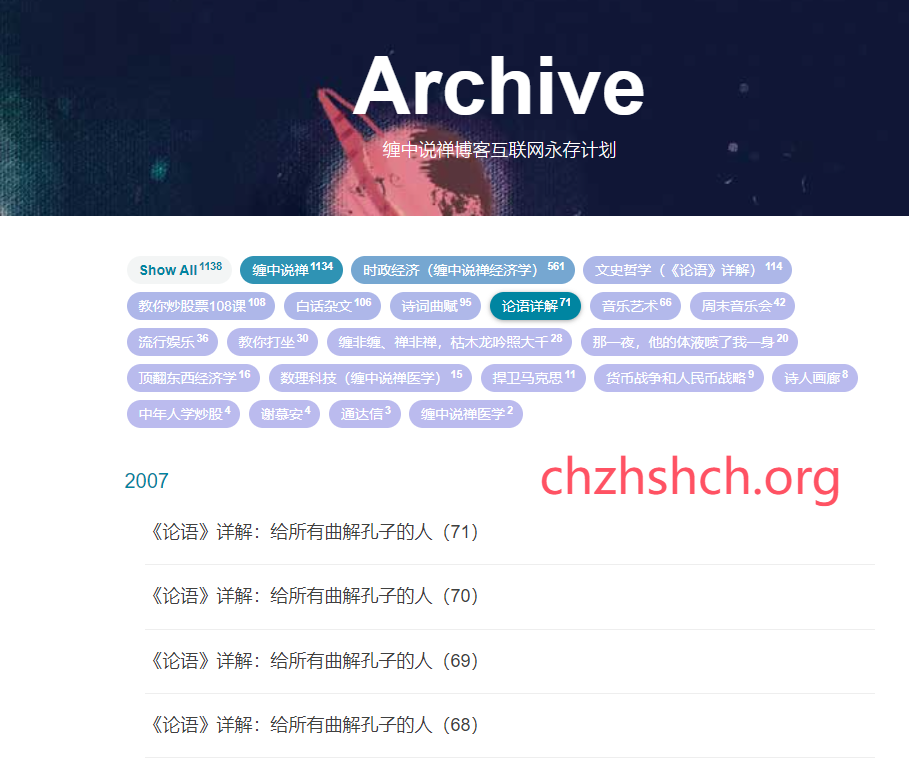 Archive
缠中说禅博客互联网永存计划
Show All 1138 缠中说禅 1134 时政经济（缠中说禅经济学） 561 文史哲学（《论语》详解） 114
教你炒股票108课 108 白话杂文 106 诗词曲赋 95 论语详解 71 音乐艺术 66 周末音乐会 42
流行娱乐 36 教你打坐 30 缠非缠、禅非禅，枯木龙吟照大千 28 那一夜，他的体液喷了我一身 20
顶翻东西经济学 16 数理科技（缠中说禅医学） 15 捍卫马克思 11 货币战争和人民币战略 9 诗人画廊 8
中年人学炒股 4 谢慕安 4 通达信 3 缠中说禅医学 2
2007
chzhshch.org
《论语》详解：给所有曲解孔子的人（71）
《论语》详解：给所有曲解孔子的人（70）
《论语》详解：给所有曲解孔子的人（69）
《论语》详解：给所有曲解孔子的人（68）